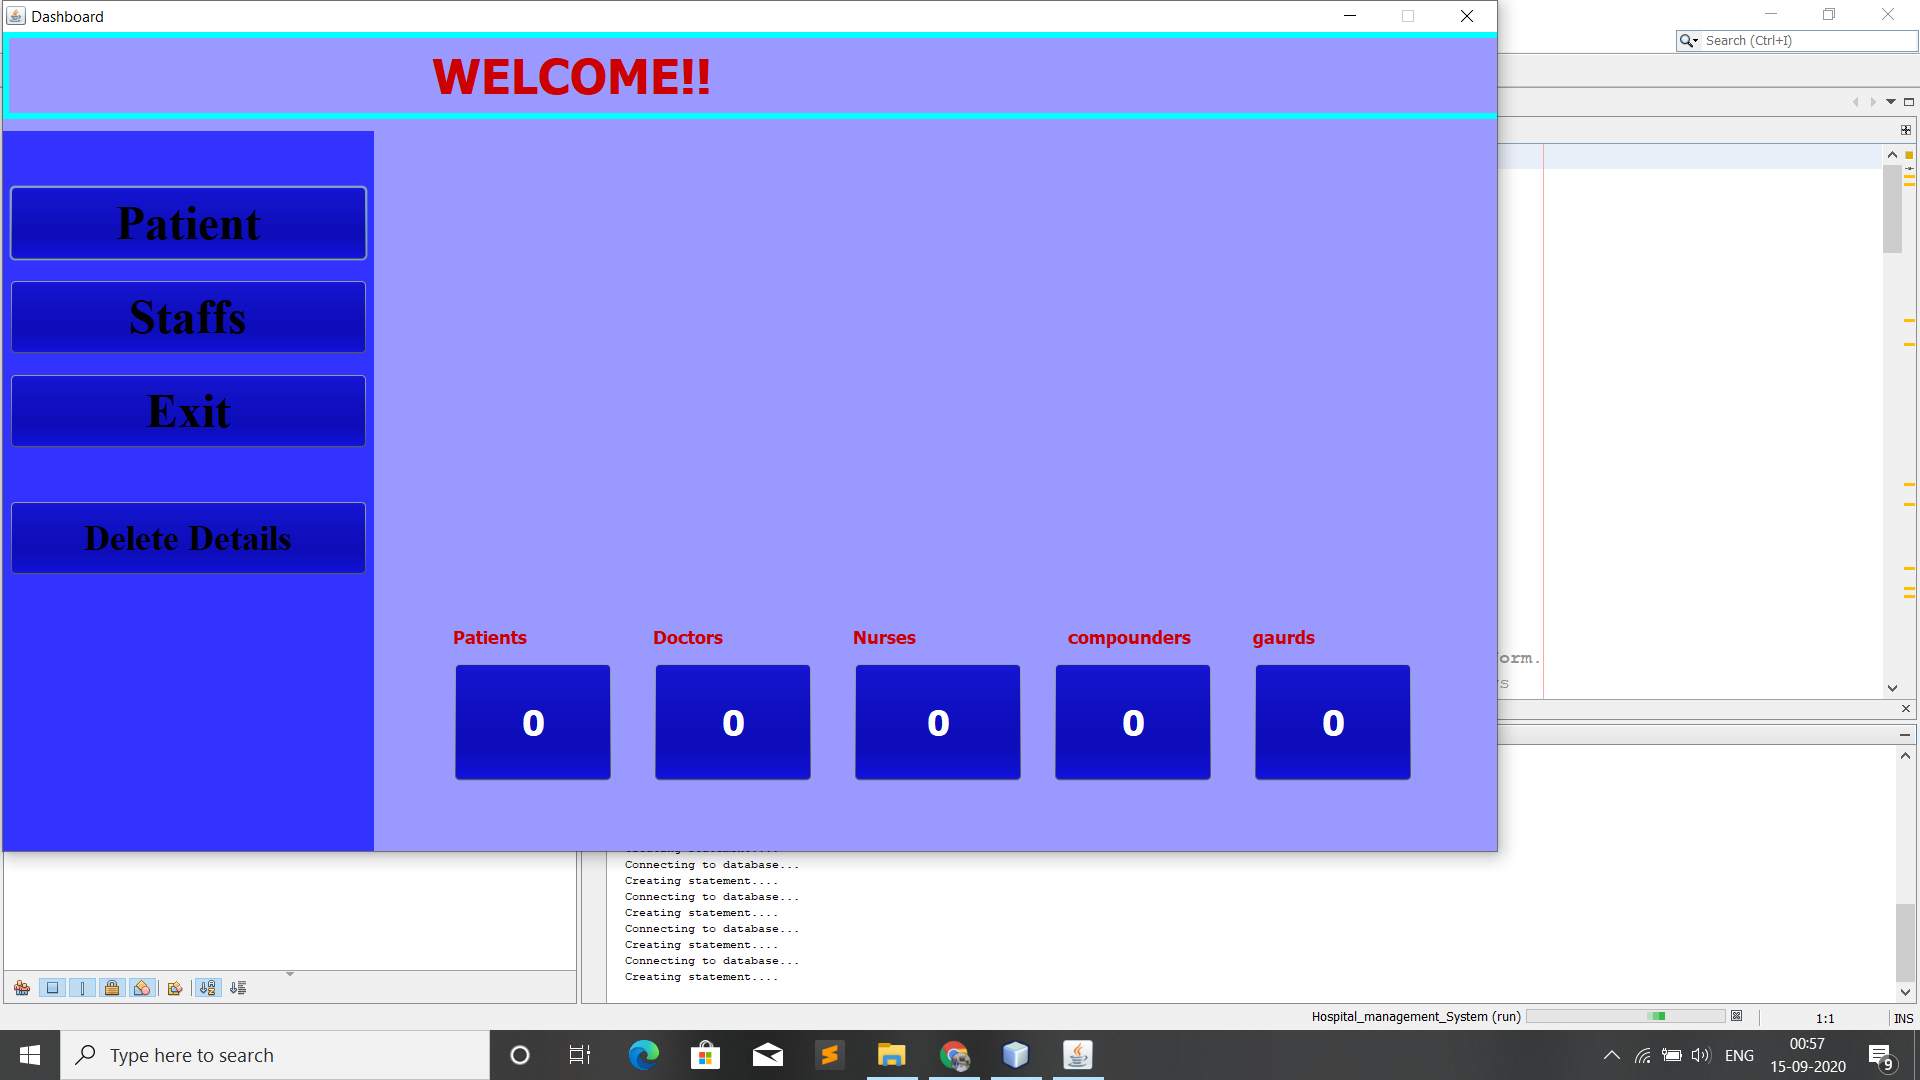 Dashboard
Search (Ctrl+I)
WELCOME!!
Patient
Staffs
Exit
Delete Details
Patients Doctors Nurses compounders gaurds
0 0 0 0 0
orm.
s
Connecting to database...
Creating statement....
Connecting to database...
Creating statement....
Connecting to database...
Creating statement....
Connecting to database...
Creating statement....
Hospital_management_System (run)
1:1 INS
Type here to search
ENG
00:57
15-09-2020
9